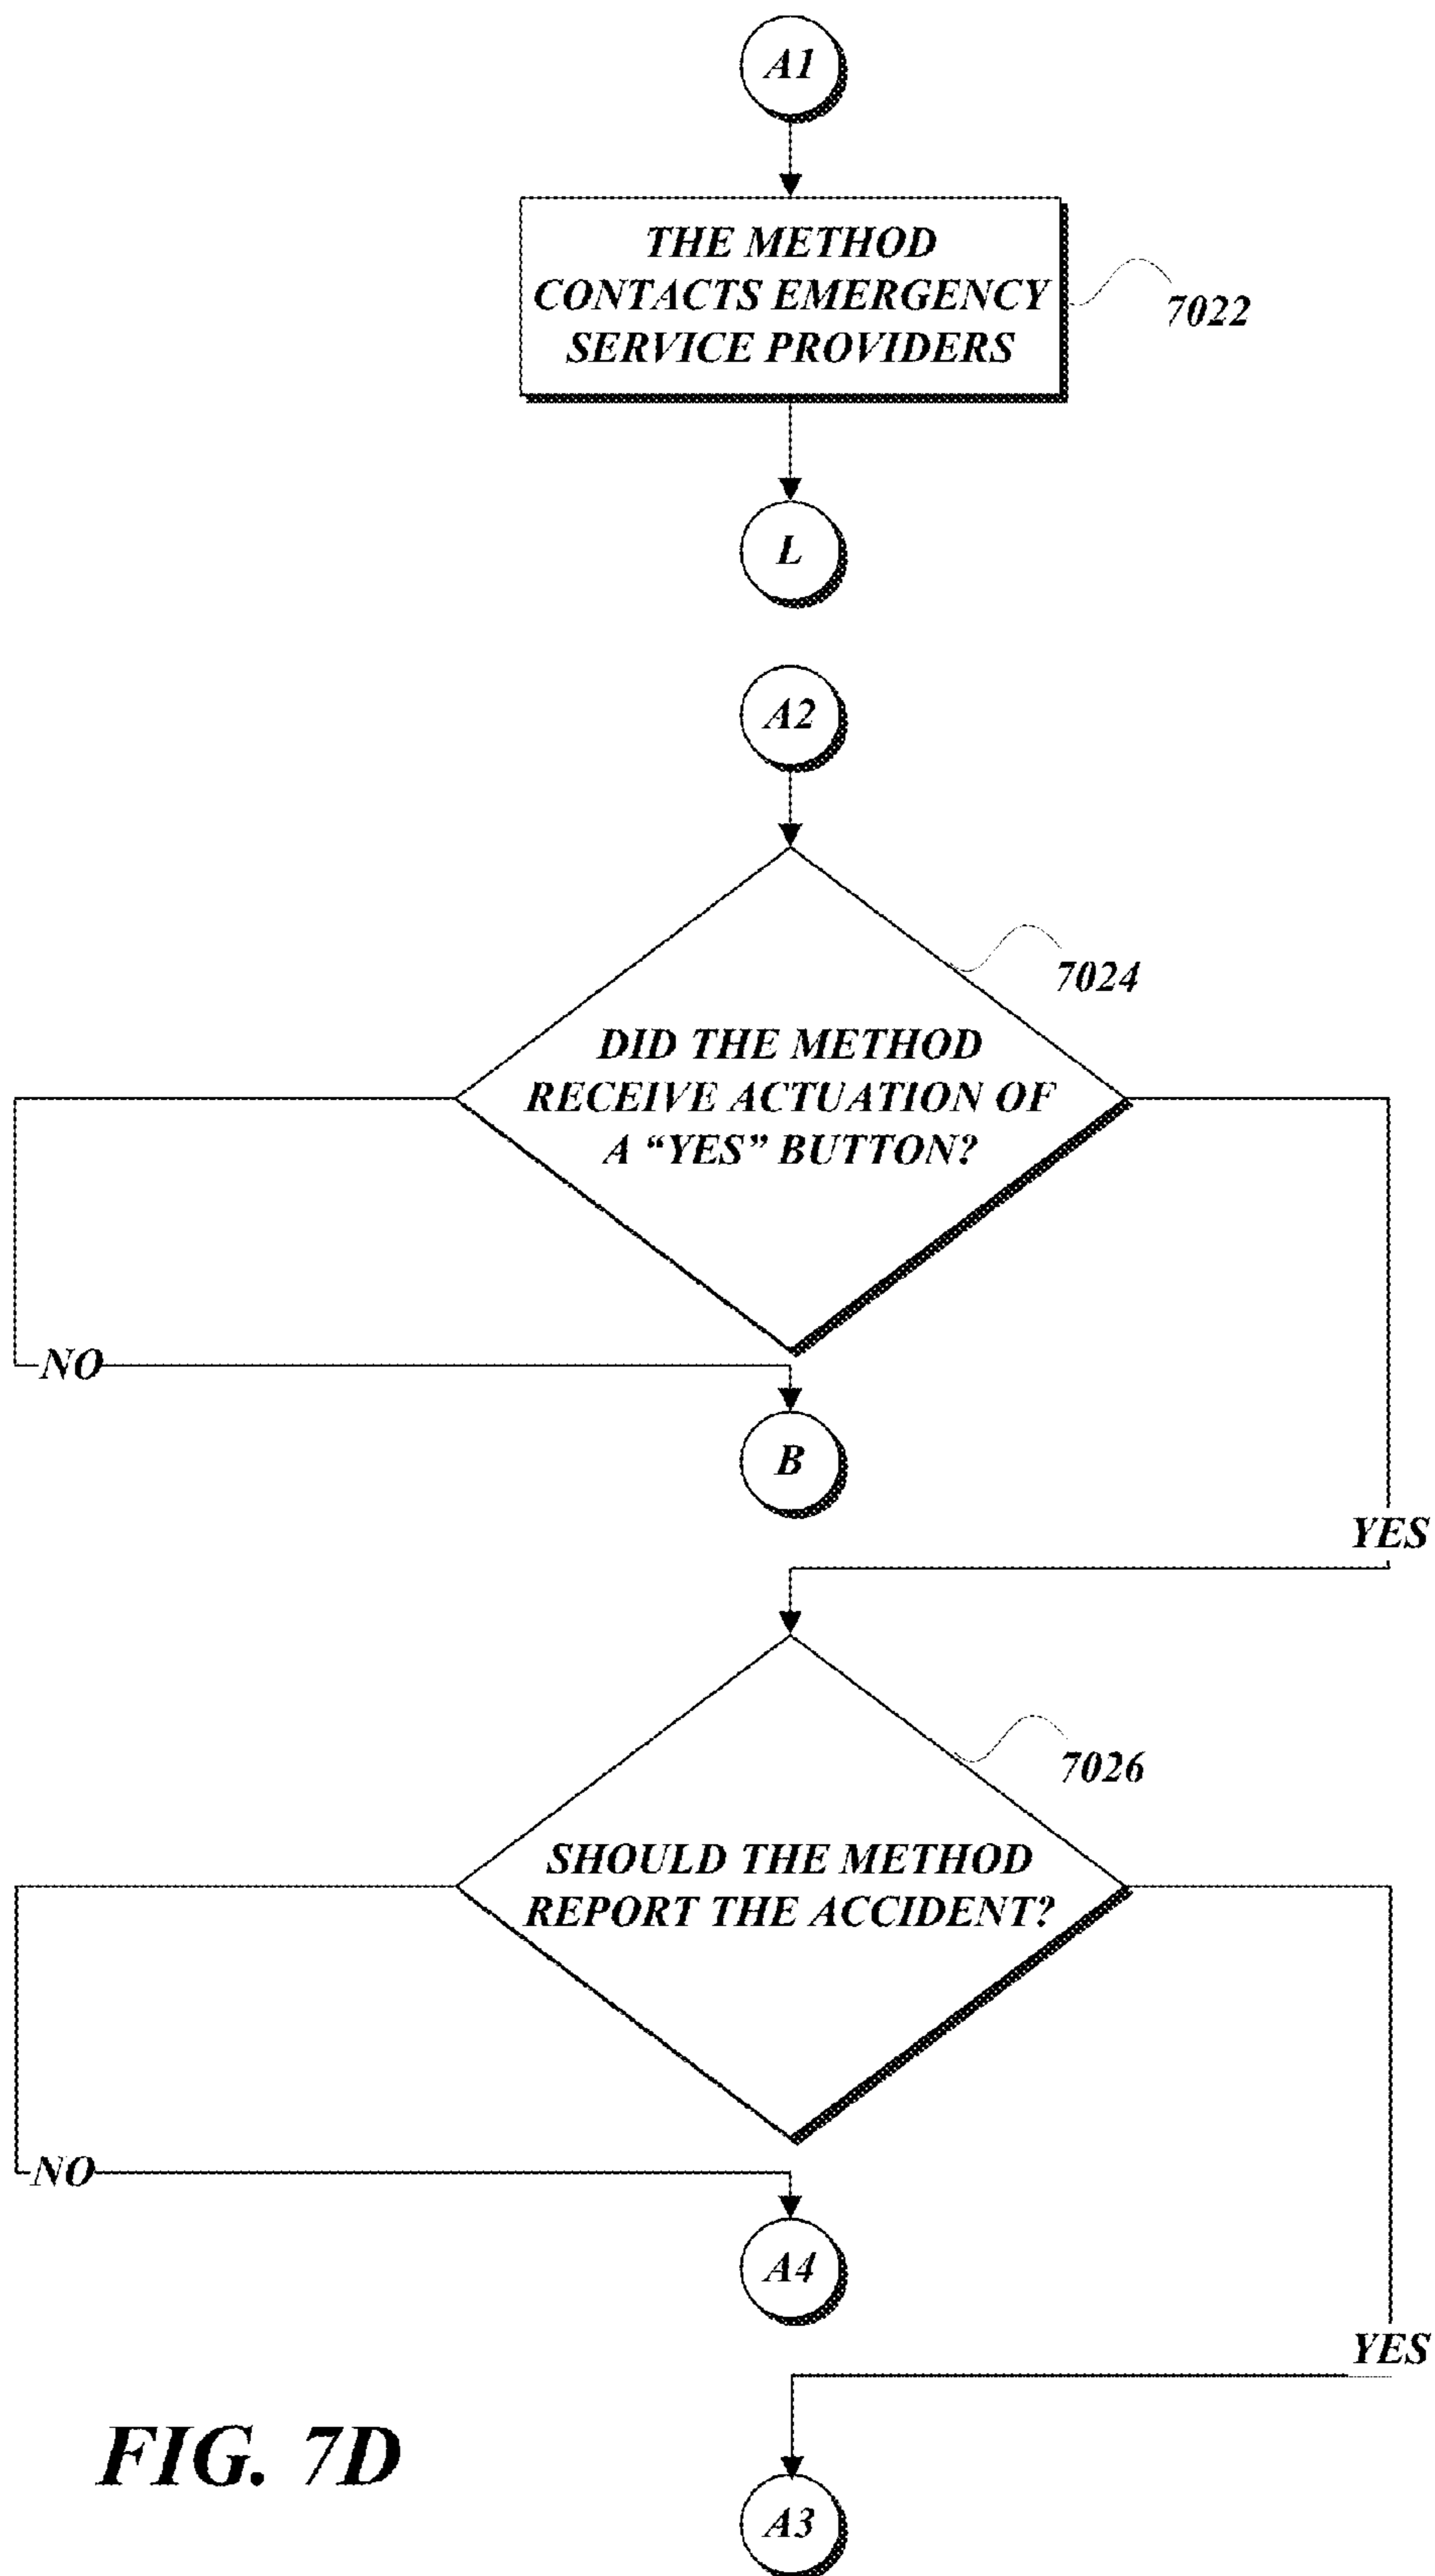 A1
THE METHOD
CONTACTS EMERGENCY
SERVICE PROVIDERS
7022
L
A2
7024
DID THE METHOD
RECEIVE ACTUATION OF
A “YES” BUTTON?
NO
B
YES
7026
SHOULD THE METHOD
REPORT THE ACCIDENT?
NO
A4
YES
A3
FIG. 7D